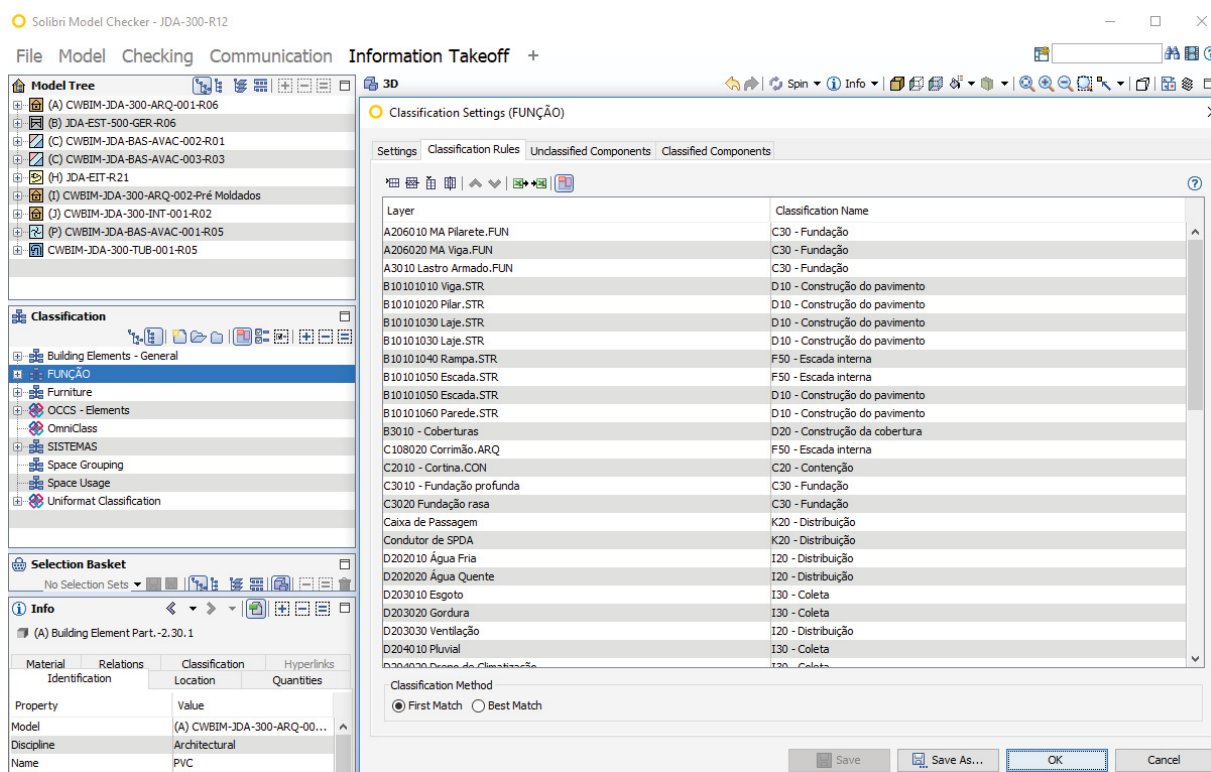 Solibri Model Checker - JDA-300-R12
File Model Checking Communication Information Takeoff +
Model Tree
(A) CWBIM-JDA-300-ARQ-001-R06
(B) JDA-EST-500-GER-R06
(C) CWBIM-JDA-BAS-AVAC-002-R01
(C) CWBIM-JDA-BAS-AVAC-003-R03
(H) JDA-EIT-R21
(I) CWBIM-JDA-300-ARQ-002-Pré Moldados
(J) CWBIM-JDA-300-INT-001-R02
(P) CWBIM-JDA-BAS-AVAC-001-R05
CWBIM-JDA-300-TUB-001-R05
Classification
Building Elements - General
FUNÇÃO
Furniture
OCCS - Elements
OmniClass
SISTEMAS
Space Grouping
Space Usage
Uniformat Classification
Selection Basket
No Selection Sets
Info
(A) Building Element Part.-2.30.1
Material Relations Classification Hyperlinks
Identification Location Quantities
Property Value
Model (A) CWBIM-JDA-300-ARQ-00...
Discipline Architectural
Name PVC
3D
Spin Info
Classification Settings (FUNÇÃO)
Settings Classification Rules Unclassified Components Classified Components
Layer Classification Name
A206010 MA Pilarete.FUN C30 - Fundação
A206020 MA Viga.FUN C30 - Fundação
A3010 Lastro Armado.FUN C30 - Fundação
B10101010 Viga.STR D10 - Construção do pavimento
B10101020 Pilar.STR D10 - Construção do pavimento
B10101030 Laje.STR D10 - Construção do pavimento
B10101030 Laje.STR D10 - Construção do pavimento
B10101040 Rampa.STR F50 - Escada interna
B10101050 Escada.STR F50 - Escada interna
B10101050 Escada.STR D10 - Construção do pavimento
B10101060 Parede.STR D10 - Construção do pavimento
B3010 - Coberturas D20 - Construção da cobertura
C108020 Corrimão.ARQ F50 - Escada interna
C2010 - Cortina.CON C20 - Contenção
C3010 - Fundação profunda C30 - Fundação
C3020 Fundação rasa C30 - Fundação
Caixa de Passagem K20 - Distribuição
Condutor de SPDA K20 - Distribuição
D202010 Água Fria I20 - Distribuição
D202020 Água Quente I20 - Distribuição
D203010 Esgoto I30 - Coleta
D203020 Gordura I30 - Coleta
D203030 Ventilação I20 - Distribuição
D204010 Pluvial I30 - Coleta
D204020 Dreno de Climatização I30 - Coleta
Classification Method
First Match Best Match
Save Save As... OK Cancel